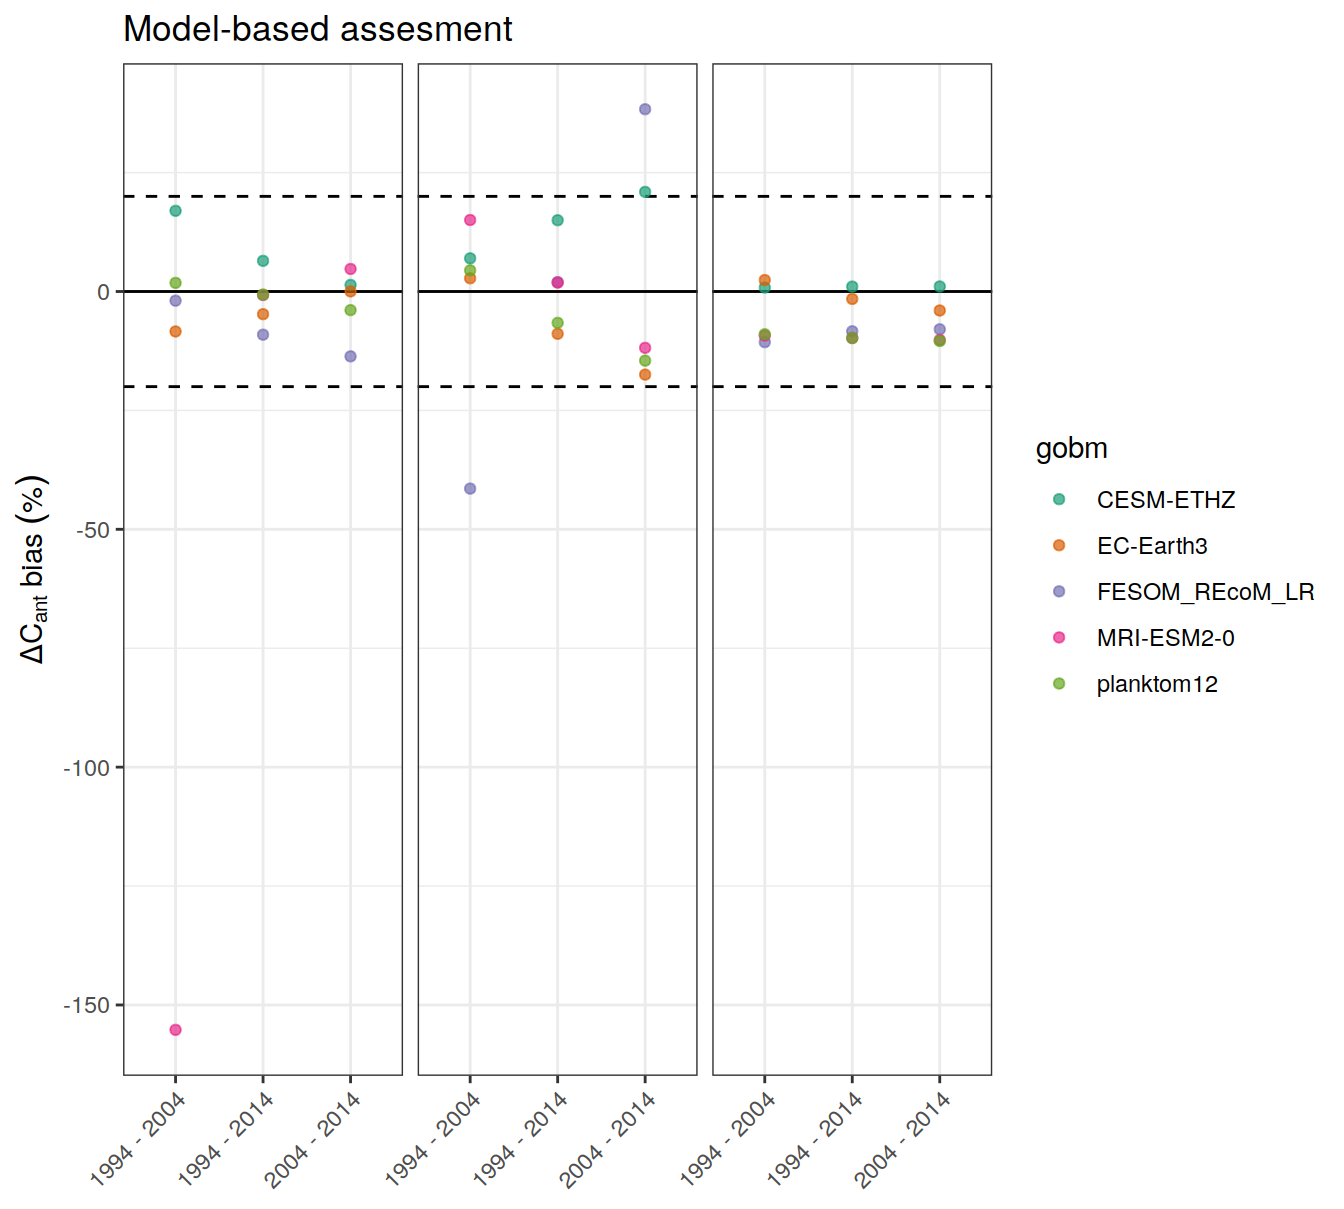 Model-based assesment
ΔCant bias (%)
0
-50
-100
-150
1994 - 2004
1994 - 2014
2004 - 2014
1994 - 2004
1994 - 2014
2004 - 2014
1994 - 2004
1994 - 2014
2004 - 2014
gobm
CESM-ETHZ
EC-Earth3
FESOM_REcoM_LR
MRI-ESM2-0
planktom12